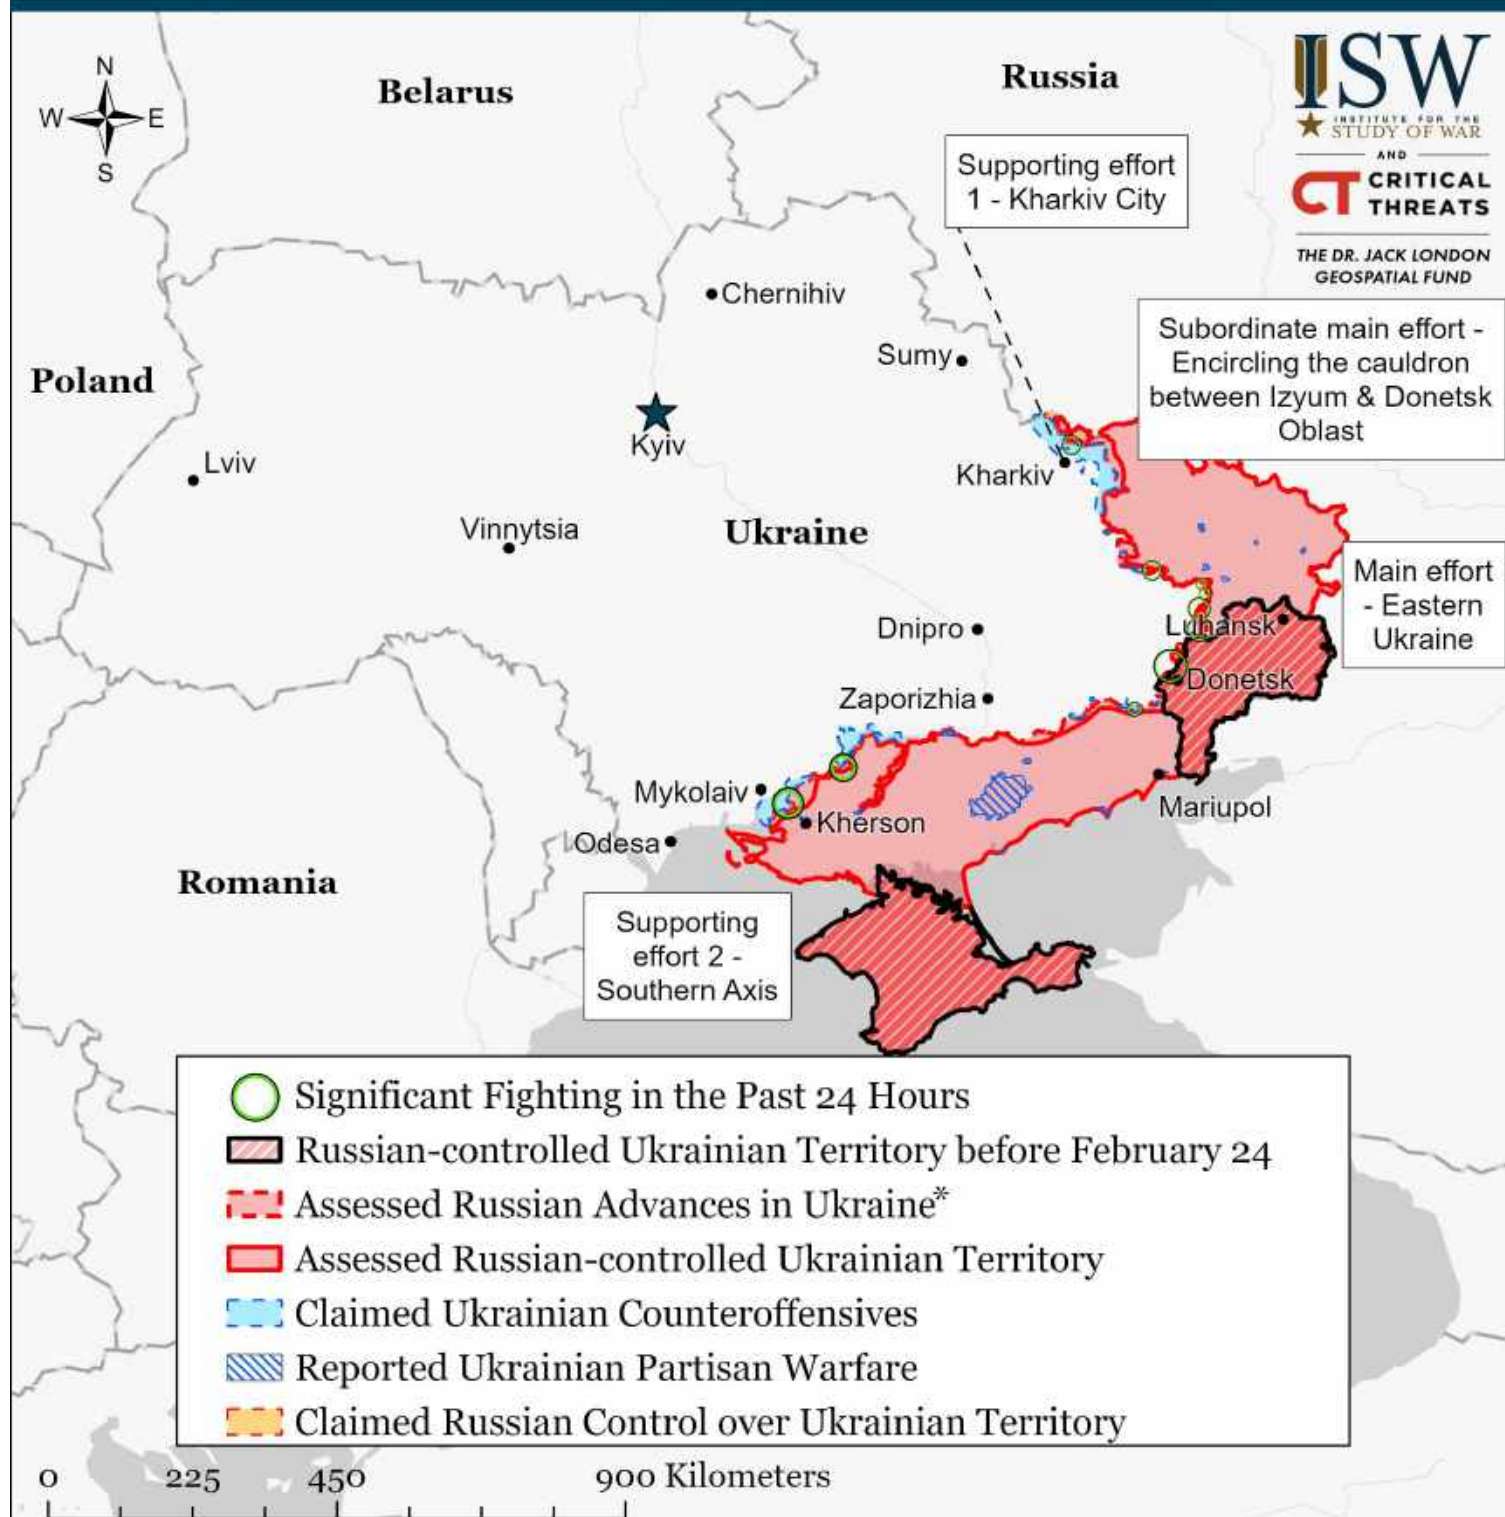 N
W
E
S
Belarus
Russia
ISW
INSTITUTE FOR THE
STUDY OF WAR
AND
CT CRITICAL
THREATS
THE DR. JACK LONDON
GEOSPATIAL FUND
Supporting effort
1 - Kharkiv City
Chernihiv
Subordinate main effort -
Encircling the cauldron
between Izyum & Donetsk
Oblast
Sumy
Poland
Kyiv
Lviv
Kharkiv
Vinnytsia
Ukraine
Main effort
- Eastern
Ukraine
Dnipro
Luhansk
Donetsk
Zaporizhia
Mykolaiv
Mariupol
Kherson
Odesa
Romania
Supporting
effort 2 -
Southern Axis
Significant Fighting in the Past 24 Hours
Russian-controlled Ukrainian Territory before February 24
Assessed Russian Advances in Ukraine*
Assessed Russian-controlled Ukrainian Territory
Claimed Ukrainian Counteroffensives
Reported Ukrainian Partisan Warfare
Claimed Russian Control over Ukrainian Territory
0 225 450 900 Kilometers